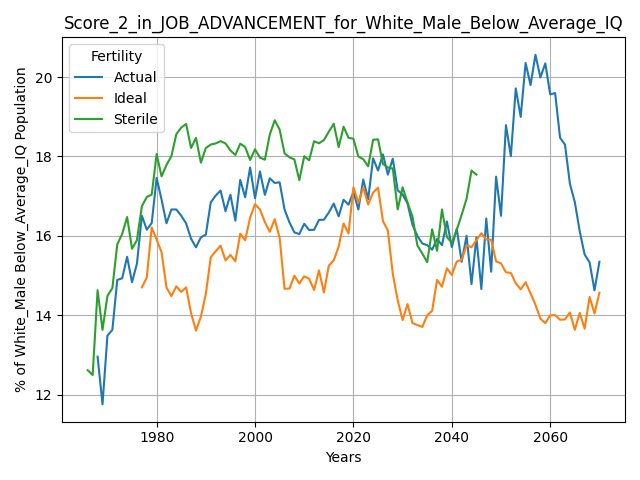 Score_2_in_JOB_ADVANCEMENT_for_White_Male_Below_Average_IQ
Fertility
Actual
Ideal
Sterile
% of White_Male Below_Average_IQ Population
20
18
16
14
12
1980
2000
2020
2040
2060
Years